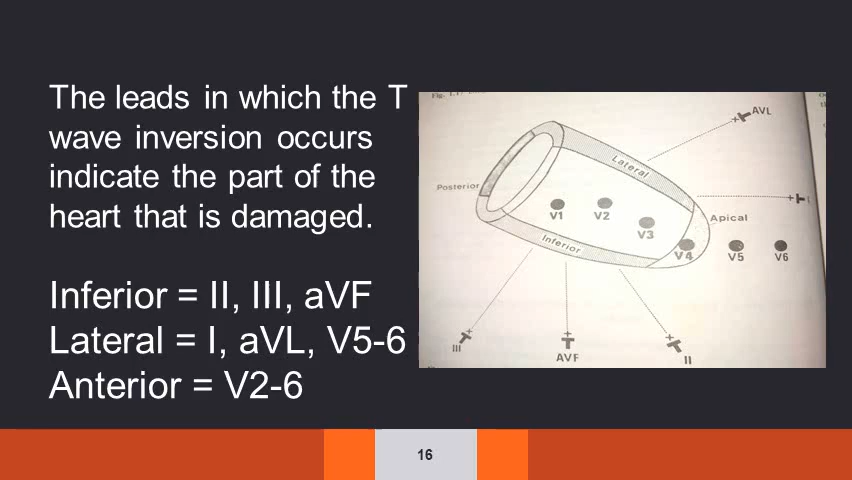 The leads in which the T
wave inversion occurs
indicate the part of the
heart that is damaged.
Inferior = II, III, aVF
Lateral = I, aVL, V5-6
Anterior = V2-6
AVL
Lateral
Posterior
I
V1
V2
V3
Apical
Inferior
V4
V5
V6
III
AVF
II
16